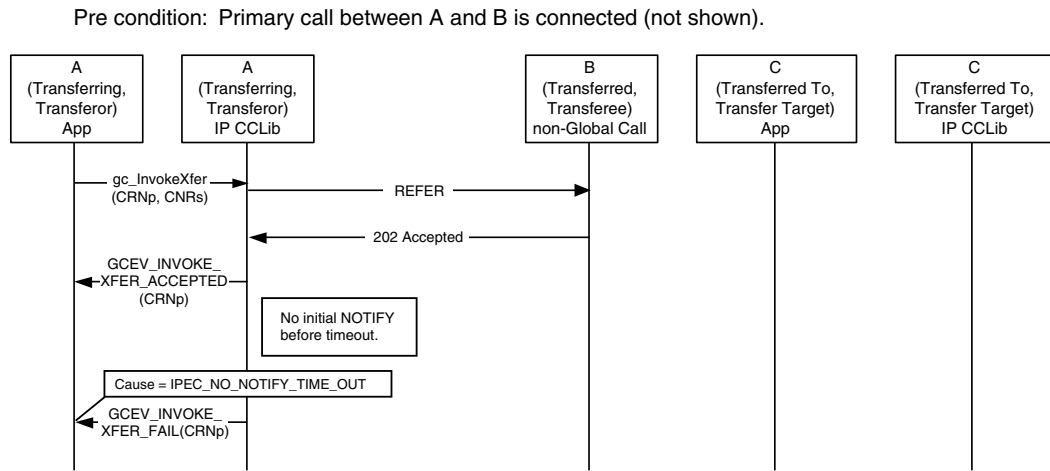 Pre condition: Primary call between A and B is connected (not shown).
A
(Transferring,
Transferor)
App
A
(Transferring,
Transferor)
IP CCLib
B
(Transferred,
Transferee)
non-Global Call
C
(Transferred To,
Transfer Target)
App
C
(Transferred To,
Transfer Target)
IP CCLib
gc_InvokeXfer
(CRNp, CNRs)
REFER
202 Accepted
GCEV_INVOKE_
XFER_ACCEPTED
(CRNp)
No initial NOTIFY
before timeout.
Cause = IPEC_NO_NOTIFY_TIME_OUT
GCEV_INVOKE_
XFER_FAIL(CRNp)